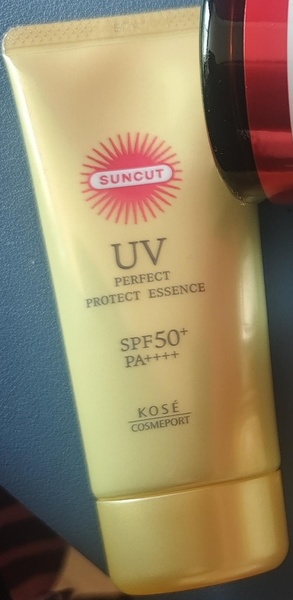 SUNCUT
UV
PERFECT
PROTECT ESSENCE
SPF50+
PA++++
KOSÉ
COSMEPORT